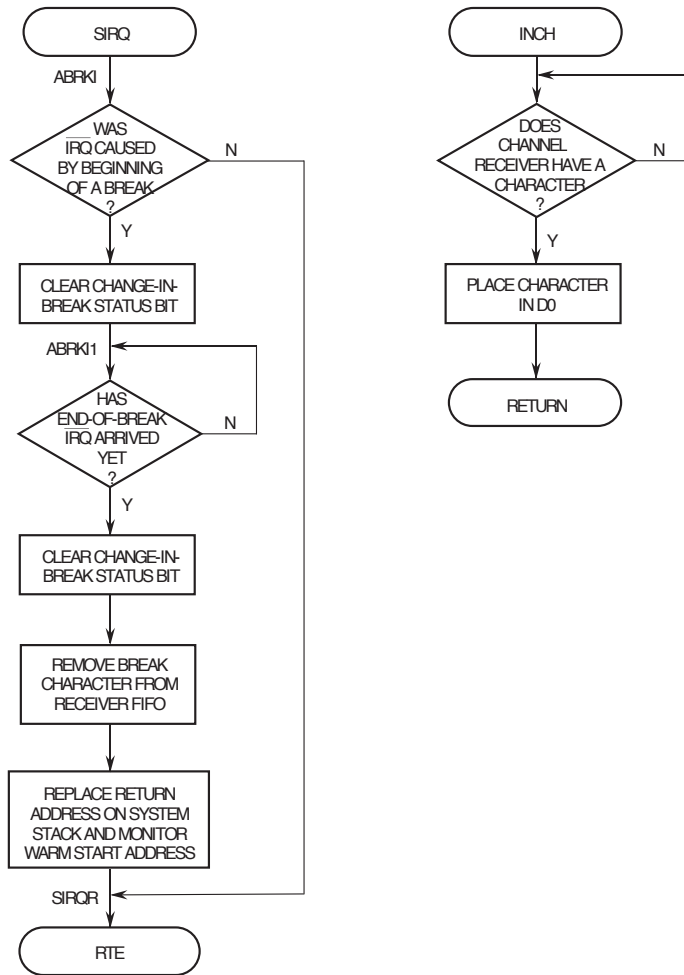 SIRQ
ABRKI
WAS
IRQ CAUSED
BY BEGINNING
OF A BREAK
?
N
Y
CLEAR CHANGE-IN-
BREAK STATUS BIT
ABRKI1
HAS
END-OF-BREAK
IRQ ARRIVED
YET
?
N
Y
CLEAR CHANGE-IN-
BREAK STATUS BIT
REMOVE BREAK
CHARACTER FROM
RECEIVER FIFO
REPLACE RETURN
ADDRESS ON SYSTEM
STACK AND MONITOR
WARM START ADDRESS
SIRQR
RTE
INCH
DOES
CHANNEL
RECEIVER HAVE A
CHARACTER
?
N
Y
PLACE CHARACTER
IN D0
RETURN